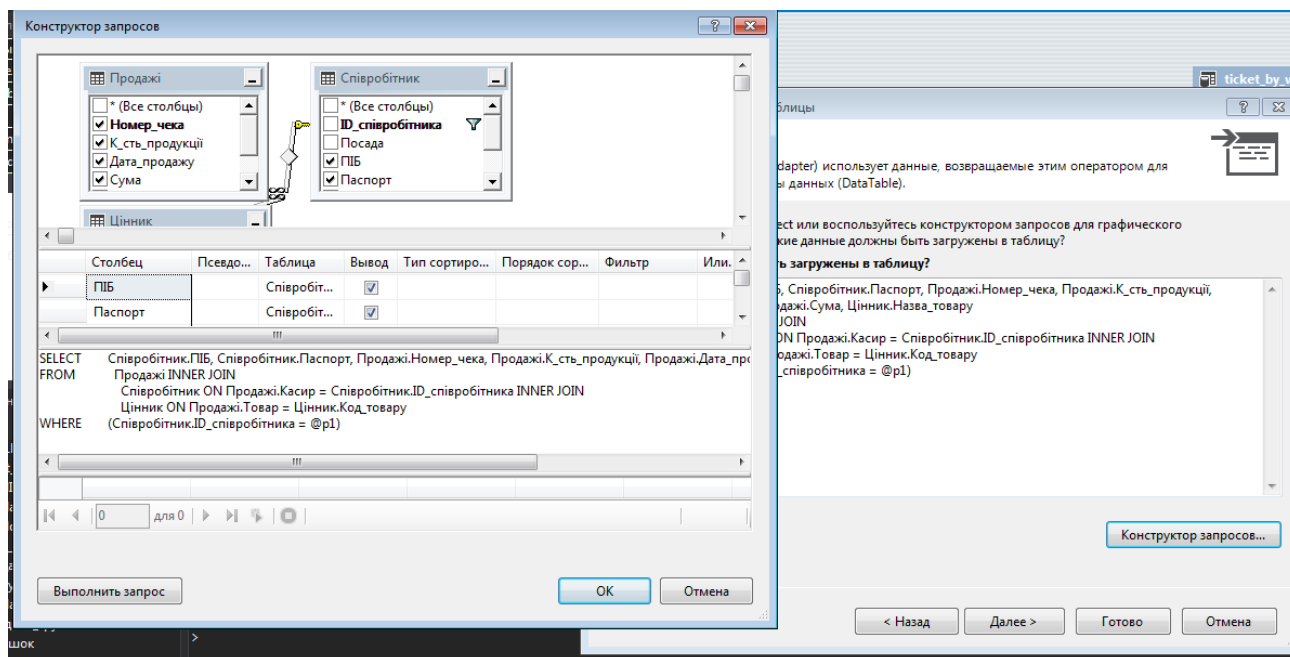 Конструктор запросов
Продажі
* (Все столбцы)
Номер_чека
К_сть_продукції
Дата_продажу
Сума
Співробітник
* (Все столбцы)
ID_співробітника
Посада
ПІБ
Паспорт
Цінник
Столбец Псевдо... Таблица Вывод Тип сортиро... Порядок сор... Фильтр Или.
ПІБ Співробіт...
Паспорт Співробіт...
SELECT Співробітник.ПІБ, Співробітник.Паспорт, Продажі.Номер_чека, Продажі.К_сть_продукції, Продажі.Дата_про
FROM Продажі INNER JOIN
Співробітник ON Продажі.Касир = Співробітник.ID_співробітника INNER JOIN
Цінник ON Продажі.Товар = Цінник.Код_товару
WHERE (Співробітник.ID_співробітника = @p1)
0 для 0
Выполнить запрос OK Отмена
ticket_by_v
блицы
dapter) использует данные, возвращаемые этим оператором для
ы данных (DataTable).
ect или воспользуйтесь конструктором запросов для графического
кие данные должны быть загружены в таблицу?
ь загружены в таблицу?
Б, Співробітник.Паспорт, Продажі.Номер_чека, Продажі.К_сть_продукції,
дажі.Сума, Цінник.Назва_товару
JOIN
ON Продажі.Касир = Співробітник.ID_співробітника INNER JOIN
одажі.Товар = Цінник.Код_товару
_співробітника = @p1)
Конструктор запросов...
< Назад Далее > Готово Отмена
шок
>